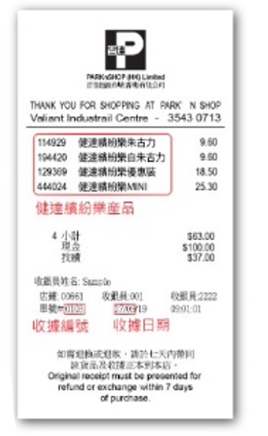 百佳
PARKnSHOP (HK) Limited
百佳超級市場(香港)有限公司
THANK YOU FOR SHOPPING AT PARK'N SHOP
Valiant Industrail Centre - 3543 0713
114929 健達繽紛樂朱古力 9.60
194420 健達繽紛樂白朱古力 9.60
129369 健達繽紛樂優惠裝 18.50
444024 健達繽紛樂MINI 25.30
健達繽紛樂産品
4 小計 $63.00
現金 $100.00
找續 $37.00
收銀員姓名: Sample
店鋪: 00661 收銀員:001 收銀員:2222
單號# 09:01:01
收據編號 收據日期
如需退換或退款，請於七天內帶同
該貨品及收據正本到本店。
Original receipt must be presented for
refund or exchange within 7 days
of purchase.